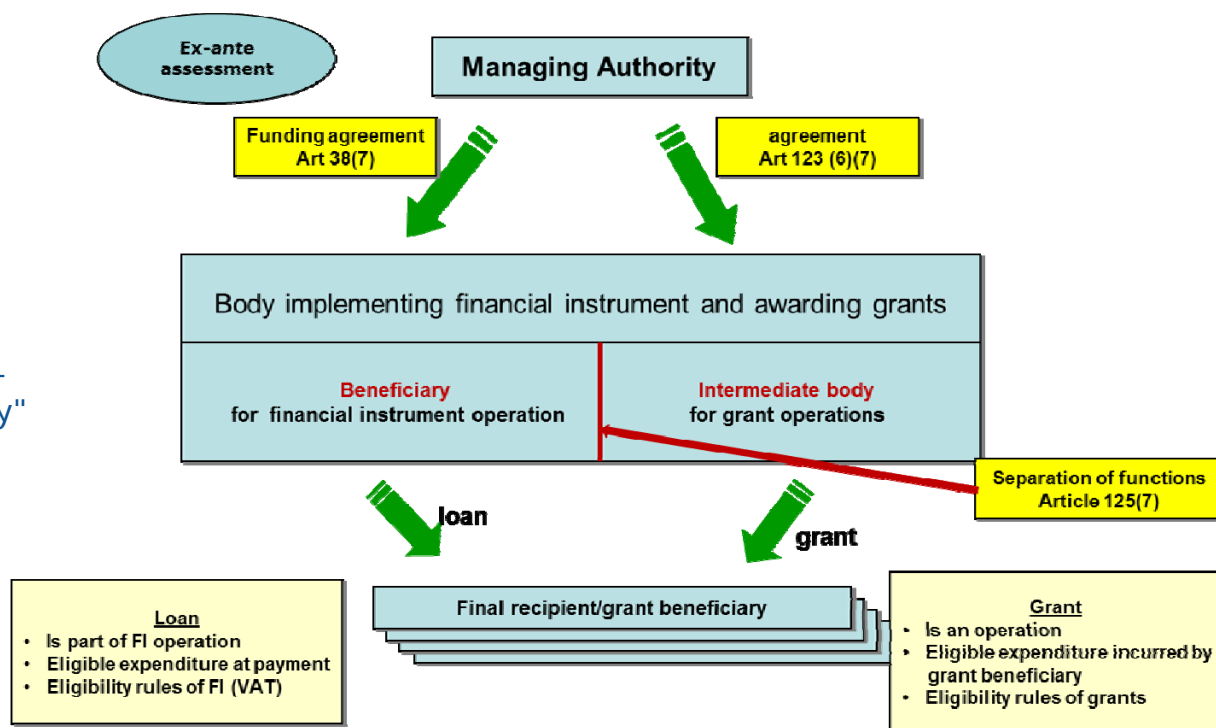 Ex-ante
assessment
Managing Authority
Funding agreement
Art 38(7)
agreement
Art 123 (6)(7)
Body implementing financial instrument and awarding grants
Beneficiary
for financial instrument operation
Intermediate body
for grant operations
y"
Separation of functions
Article 125(7)
loan
grant
Final recipient/grant beneficiary
Loan
• Is part of FI operation
• Eligible expenditure at payment
• Eligibility rules of FI (VAT)
Grant
• Is an operation
• Eligible expenditure incurred by
grant beneficiary
• Eligibility rules of grants